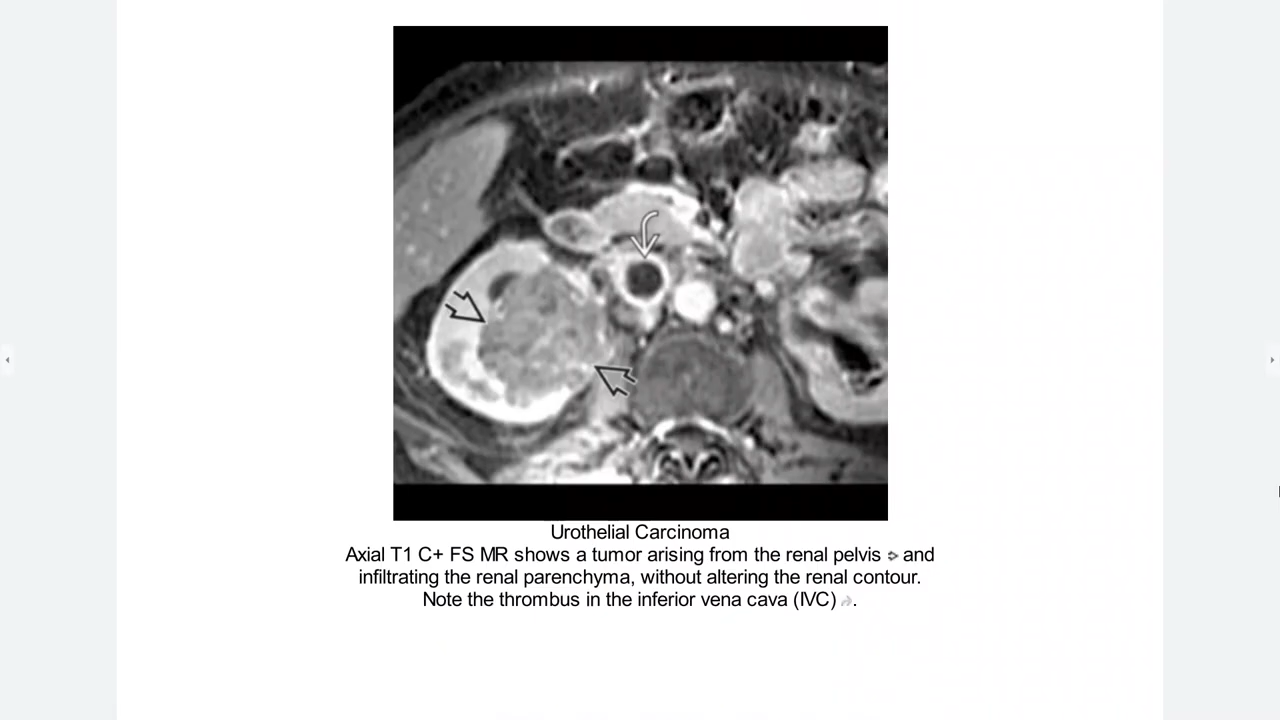 Urothelial Carcinoma
Axial T1 C+ FS MR shows a tumor arising from the renal pelvis and
infiltrating the renal parenchyma, without altering the renal contour.
Note the thrombus in the inferior vena cava (IVC) .